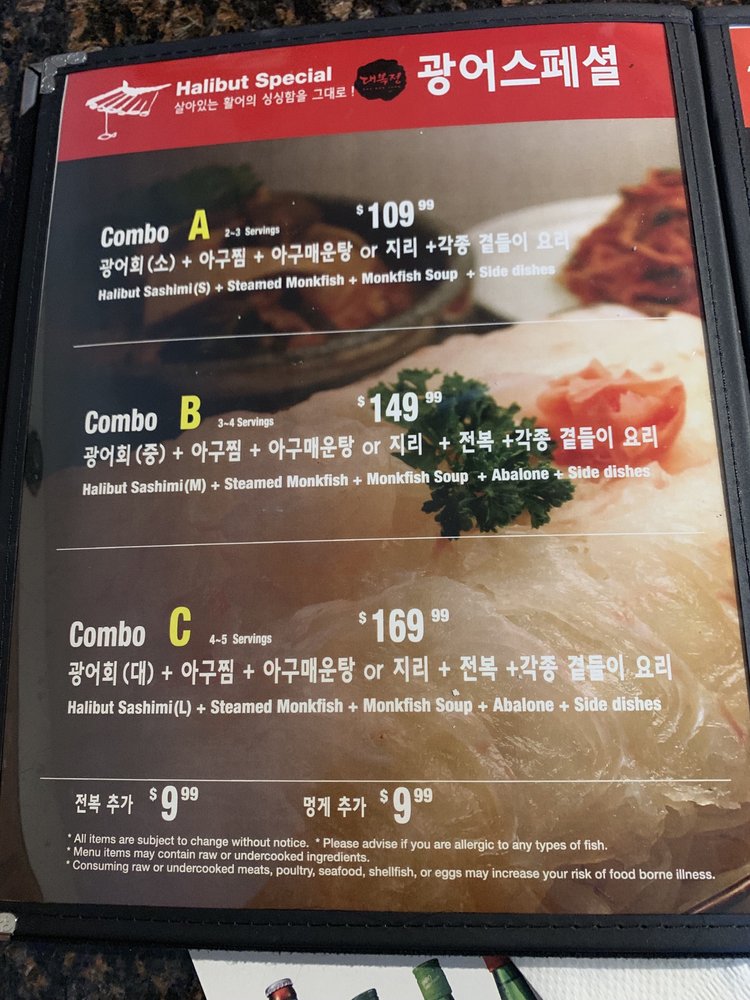 Halibut Special
살아있는 활어의 싱싱함을 그대로!
대복전
광어스페셜
Combo A 2~3 Servings $109.99
광어회(소) + 아구찜 + 아구매운탕 or 지리 +각종 곁들이 요리
Halibut Sashimi(S) + Steamed Monkfish + Monkfish Soup + Side dishes
Combo B 3~4 Servings $149.99
광어회(중) + 아구찜 + 아구매운탕 or 지리 + 전복 +각종 곁들이 요리
Halibut Sashimi(M) + Steamed Monkfish + Monkfish Soup + Abalone + Side dishes
Combo C 4~5 Servings $169.99
광어회(대) + 아구찜 + 아구매운탕 or 지리 + 전복 +각종 곁들이 요리
Halibut Sashimi(L) + Steamed Monkfish + Monkfish Soup + Abalone + Side dishes
전복 추가 $9.99 멍게 추가 $9.99
* All items are subject to change without notice. * Please advise if you are allergic to any types of fish.
* Menu items may contain raw or undercooked ingredients.
* Consuming raw or undercooked meats, poultry, seafood, shellfish, or eggs may increase your risk of food borne illness.